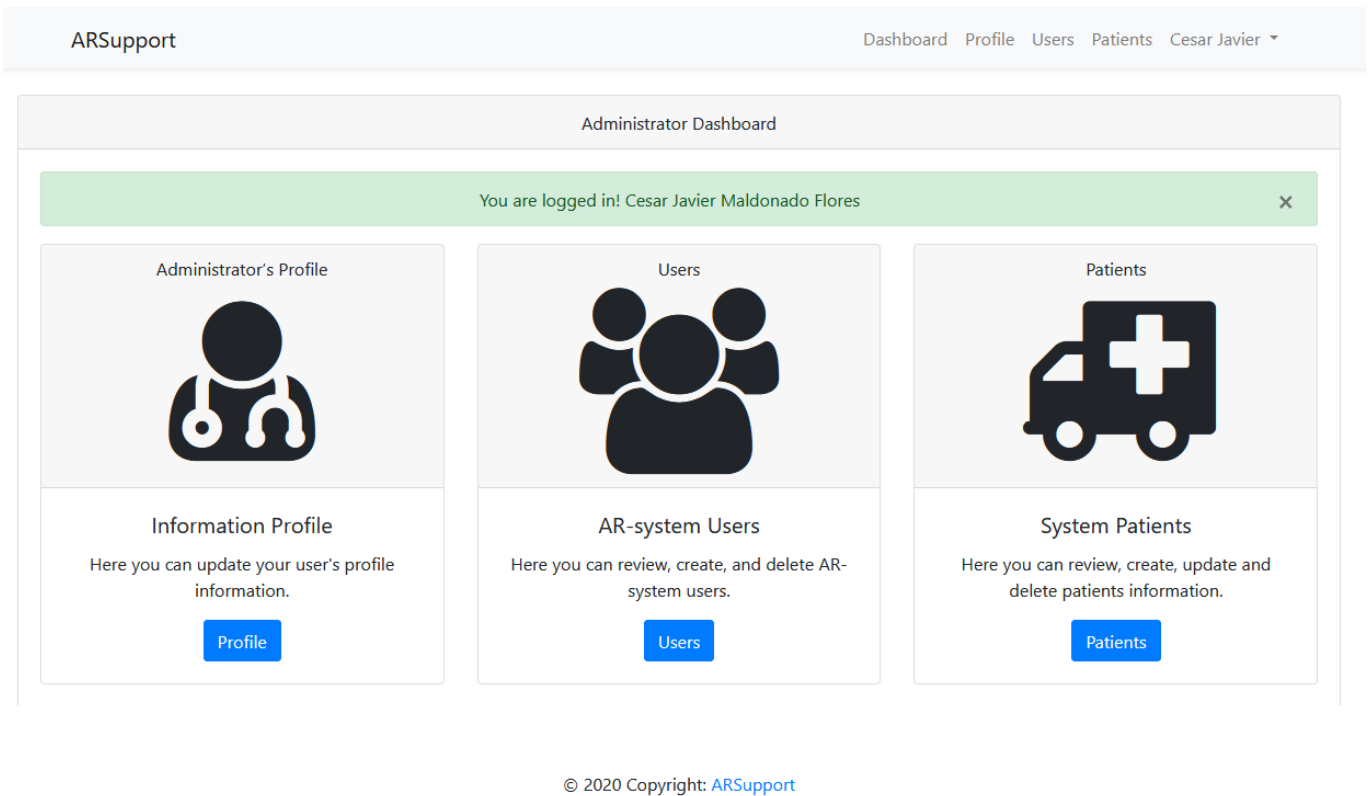 ARSupport
Dashboard Profile Users Patients Cesar Javier
Administrator Dashboard
You are logged in! Cesar Javier Maldonado Flores ×
Administrator's Profile
Information Profile
Here you can update your user's profile
information.
Profile
Users
AR-system Users
Here you can review, create, and delete AR-
system users.
Users
Patients
System Patients
Here you can review, create, update and
delete patients information.
Patients
© 2020 Copyright: ARSupport